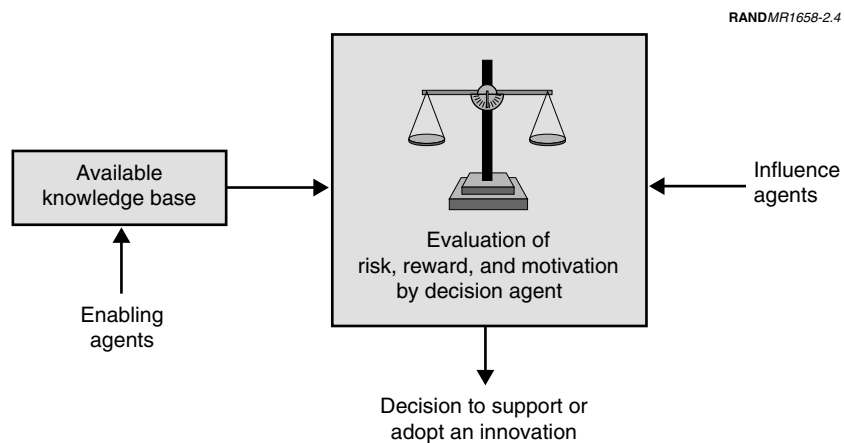 RANDMR1658-2.4
Available
knowledge base
Influence
agents
Evaluation of
risk, reward, and motivation
by decision agent
Enabling
agents
Decision to support or
adopt an innovation